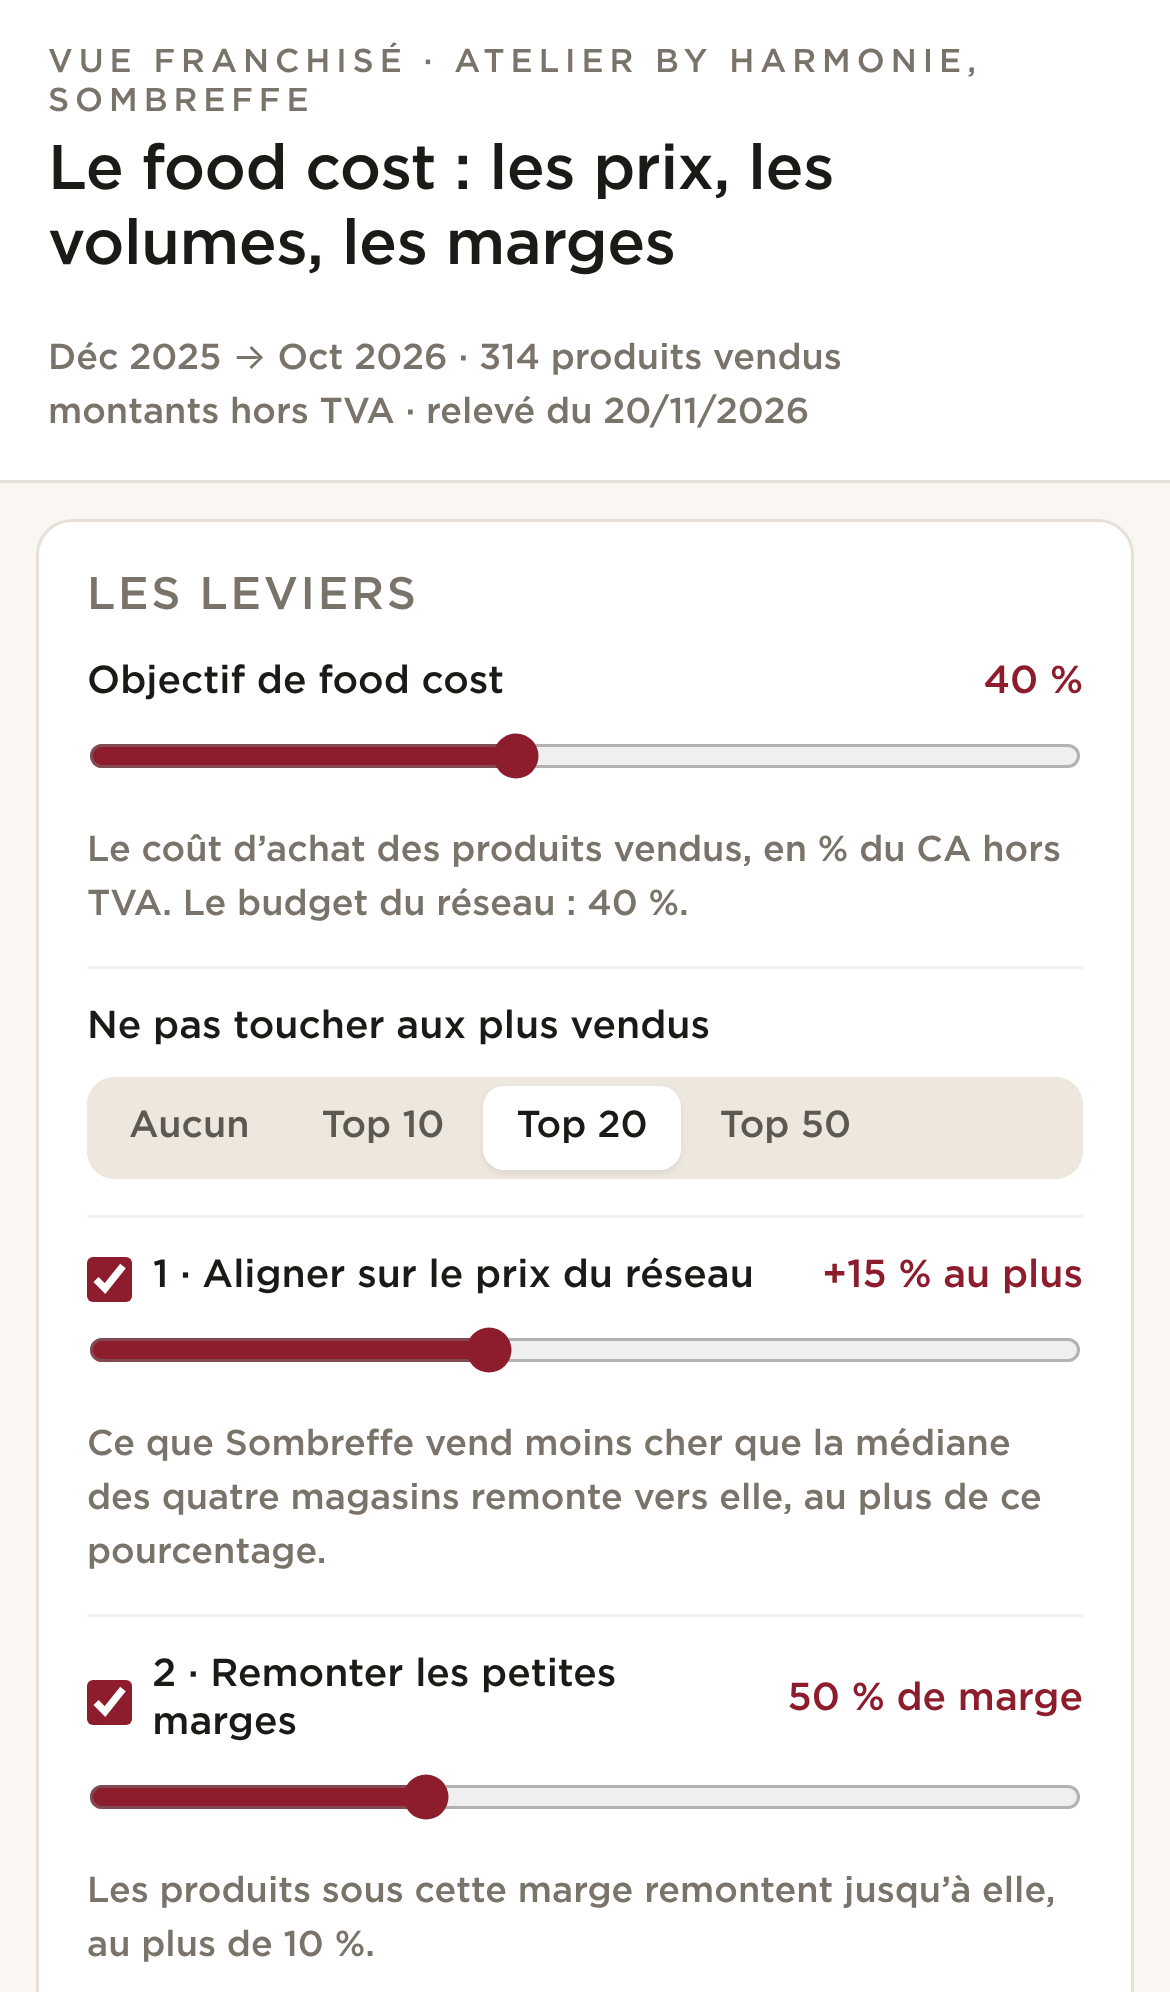 VUE FRANCHISÉ · ATELIER BY HARMONIE,
SOMBREFFE
Le food cost : les prix, les
volumes, les marges
Déc 2025 → Oct 2026 · 314 produits vendus
montants hors TVA · relevé du 20/11/2026
LES LEVIERS
Objectif de food cost 40 %
Le coût d’achat des produits vendus, en % du CA hors
TVA. Le budget du réseau : 40 %.
Ne pas toucher aux plus vendus
Aucun Top 10 Top 20 Top 50
1 · Aligner sur le prix du réseau +15 % au plus
Ce que Sombreffe vend moins cher que la médiane
des quatre magasins remonte vers elle, au plus de ce
pourcentage.
2 · Remonter les petites
marges 50 % de marge
Les produits sous cette marge remontent jusqu’à elle,
au plus de 10 %.